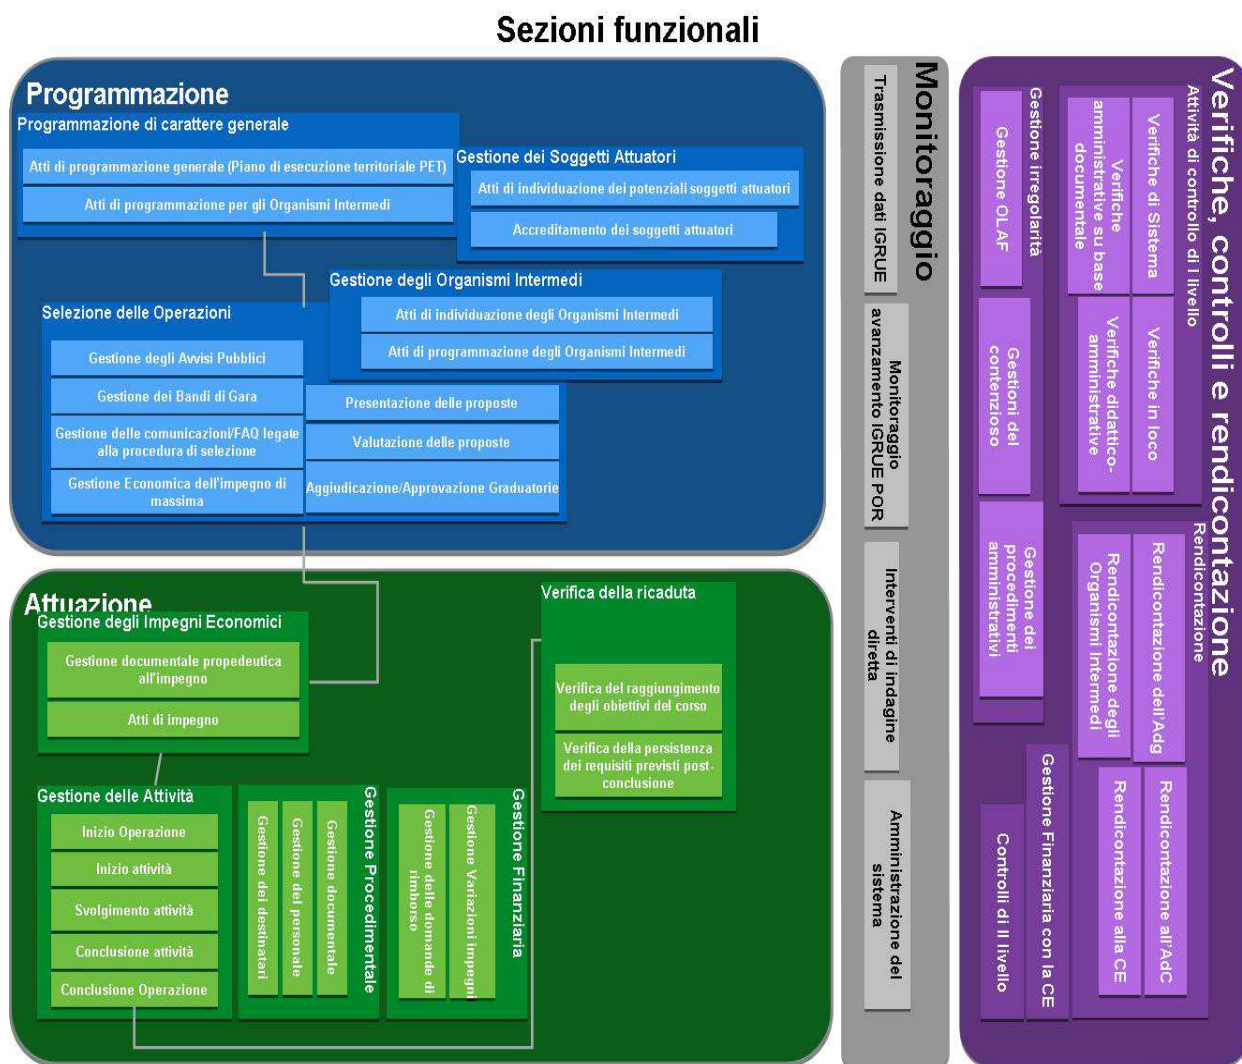 Sezioni funzionali
Programmazione
Programmazione di carattere generale
Atti di programmazione generale (Piano di esecuzione territoriale PET)
Atti di programmazione per gli Organismi Intermedi
Gestione dei Soggetti Attuatori
Atti di individuazione dei potenziali soggetti attuatori
Accreditamento dei soggetti attuatori
Gestione degli Organismi Intermedi
Atti di individuazione degli Organismi Intermedi
Atti di programmazione degli Organismi Intermedi
Selezione delle Operazioni
Gestione degli Avvisi Pubblici
Gestione dei Bandi di Gara
Gestione delle comunicazioni/FAQ legate
alla procedura di selezione
Gestione Economica dell'impegno di
massima
Presentazione delle proposte
Valutazione delle proposte
Aggiudicazione/Approvazione Graduatorie
Attuazione
Gestione degli Impegni Economici
Gestione documentale propedeutica
all'impegno
Atti di impegno
Gestione delle Attività
Inizio Operazione
Inizio attività
Svolgimento attività
Conclusione attività
Conclusione Operazione
Gestione Procedimentale
Gestione documentale
Gestione del personale
Gestione dei destinatari
Gestione Finanziaria
Gestione Variazioni impegni
Gestione delle domande di
rimborso
Verifica della ricaduta
Verifica del raggiungimento
degli obiettivi del corso
Verifica della persistenza
dei requisiti previsti post-
conclusione
Monitoraggio
Trasmissione dati IGRUE
Monitoraggio
avanzamento IGRUE POR
Interventi di indagine
diretta
Amministrazione del
sistema
Verifiche, controlli e rendicontazione
Attività di controllo di I livello
Verifiche di Sistema
Verifiche in loco
Verifiche
amministrative su base
documentale
Verifiche didattico-
amministrative
Gestione irregolarità
Gestione OLAF
Gestioni del
contenzioso
Gestione dei
procedimenti
amministrativi
Rendicontazione
Rendicontazione dell'Adg
Rendicontazione all'AdC
Rendicontazione degli
Organismi Intermedi
Rendicontazione alla CE
Gestione Finanziaria con la CE
Controlli di II livello